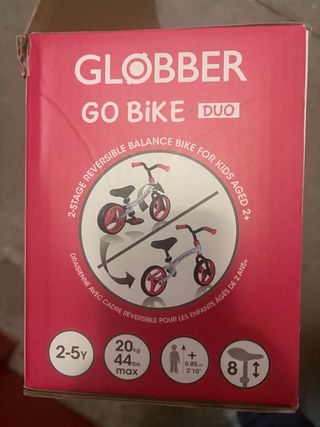 GLOBBER
GO BiKE DUO
2-STAGE REVERSIBLE BALANCE BIKE FOR KIDS AGED 2+
DRAISIENNE AVEC CADRE RÉVERSIBLE POUR LES ENFANTS ÂGÉS DE 2 ANS+
2-5Y
20kg
44lbs
max
+
0.85m
2'10"
8